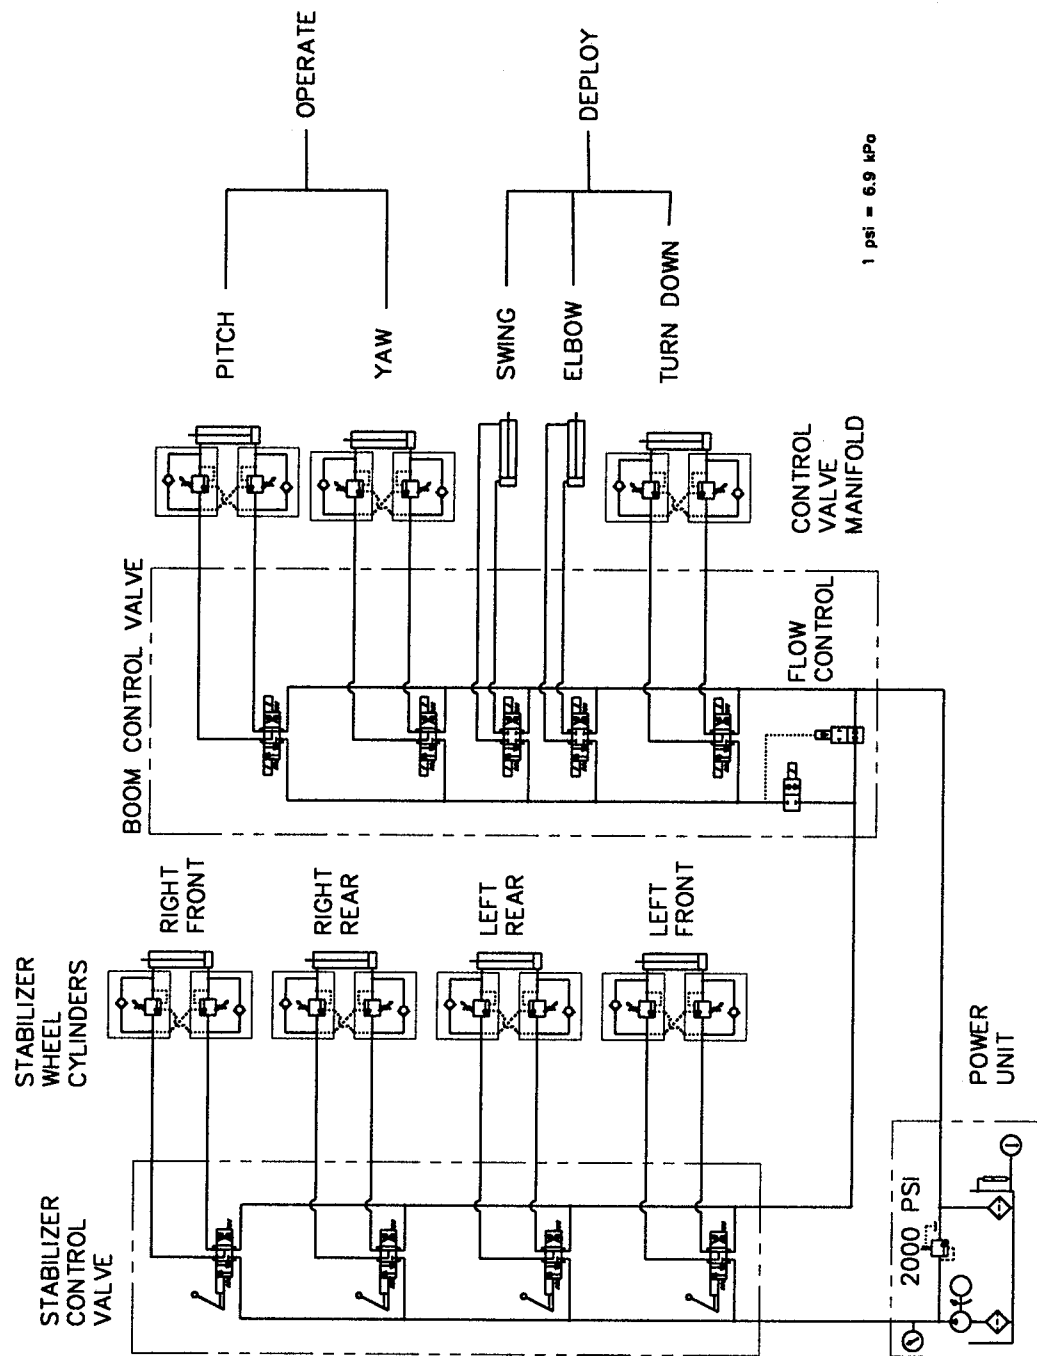 STABILIZER
CONTROL
VALVE
STABILIZER
WHEEL
CYLINDERS
RIGHT
FRONT
RIGHT
REAR
LEFT
REAR
LEFT
FRONT
BOOM CONTROL VALVE
FLOW
CONTROL
CONTROL
VALVE
MANIFOLD
PITCH
YAW
SWING
ELBOW
TURN DOWN
OPERATE
DEPLOY
2000 PSI
POWER
UNIT
1 psi = 6.9 kPa